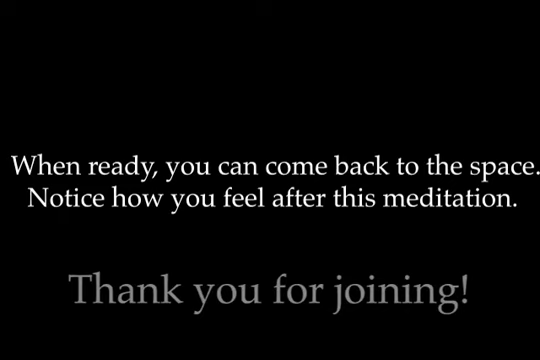 When ready, you can come back to the space.
Notice how you feel after this meditation.
Thank you for joining!